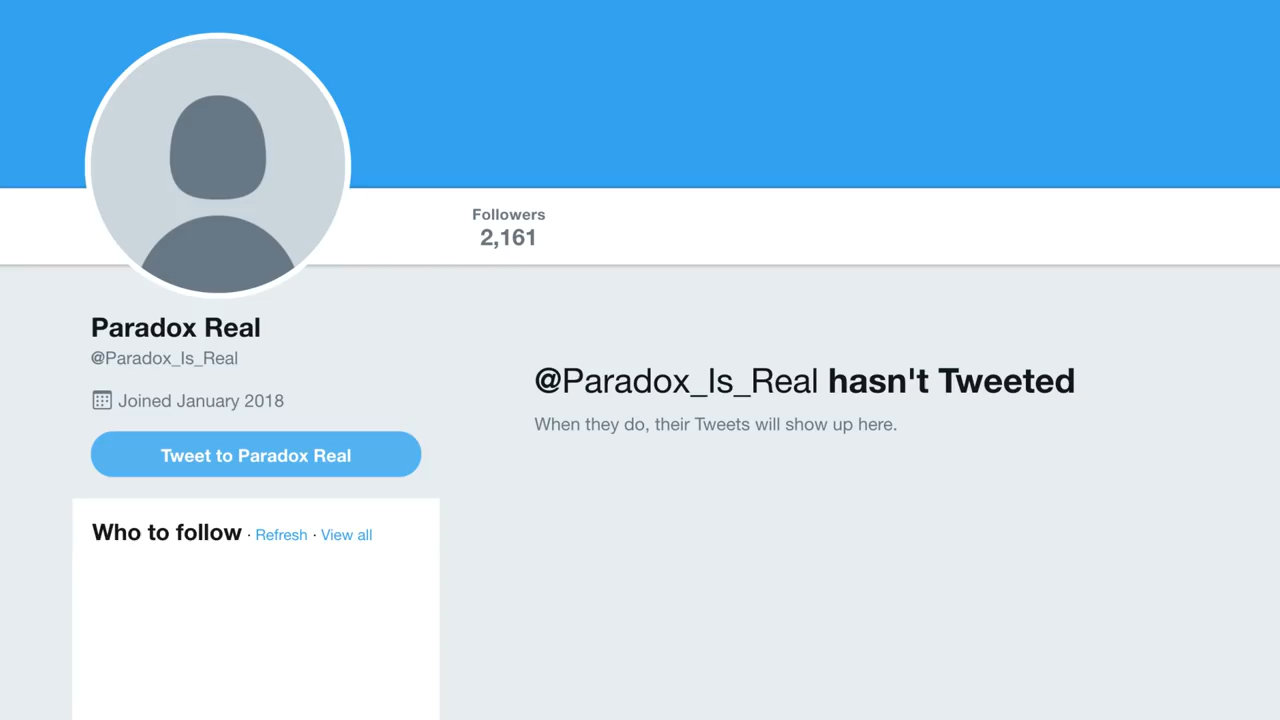 Followers
2,161
Paradox Real
@Paradox_Is_Real
Joined January 2018
Tweet to Paradox Real
@Paradox_Is_Real hasn't Tweeted
When they do, their Tweets will show up here.
Who to follow · Refresh · View all